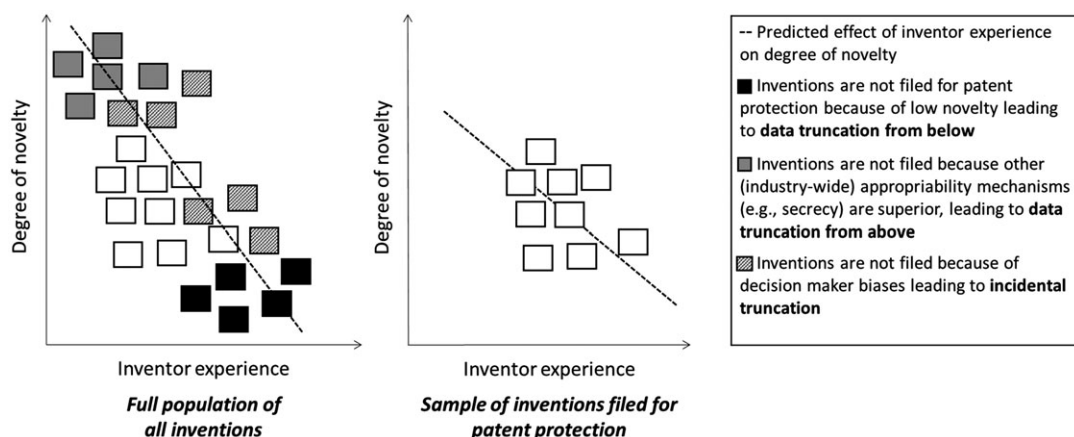 Degree of novelty
Inventor experience
Full population of
all inventions
Degree of novelty
Inventor experience
Sample of inventions filed for
patent protection
-- Predicted effect of inventor experience
on degree of novelty
Inventions are not filed for patent
protection because of low novelty leading
to data truncation from below
Inventions are not filed because other
(industry-wide) appropriability mechanisms
(e.g., secrecy) are superior, leading to data
truncation from above
Inventions are not filed because of
decision maker biases leading to incidental
truncation